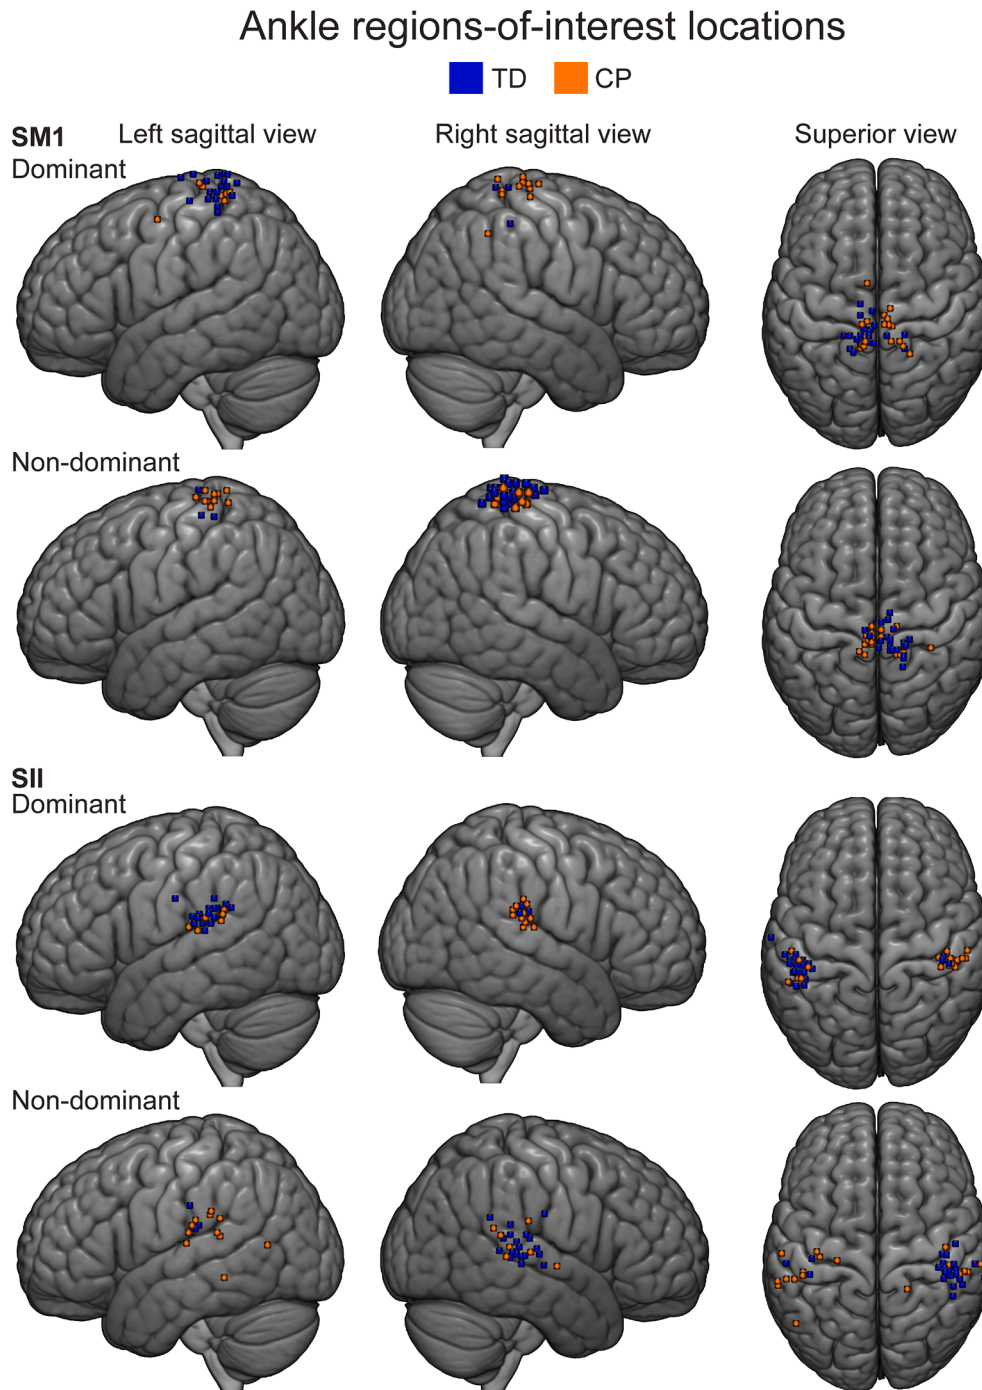 Ankle regions-of-interest locations
TD CP
SM1 Left sagittal view Right sagittal view Superior view
Dominant
Non-dominant
SII
Dominant
Non-dominant